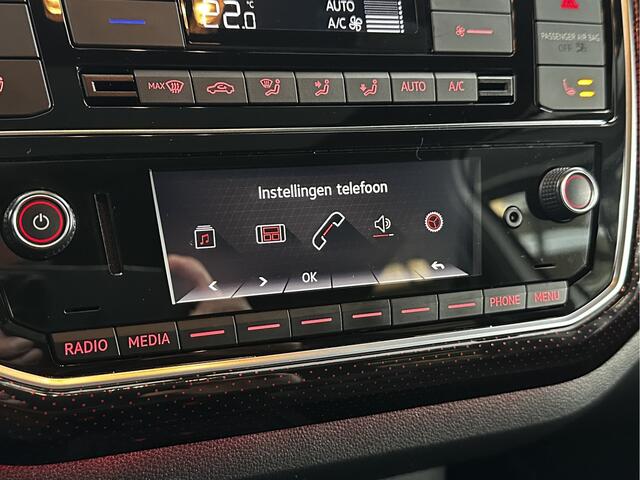 22.0 °C
AUTO
A/C
PASSENGER AIR BAG
OFF
MAX
AUTO
A/C
Instellingen telefoon
OK
RADIO
MEDIA
PHONE
MENU